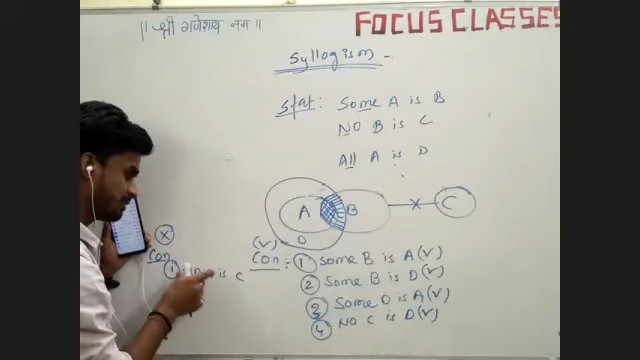 || श्री गणेशाय नमः ||
FOCUS CLASSES
Syllogism -
Stat: Some A is B
NO B is C
All A is D
A B C
D
(V)
Con: ① Some B is A (V)
② Some B is D (V)
③ Some D is A (V)
④ NO C is D (V)
Ⓧ
Con
① is C